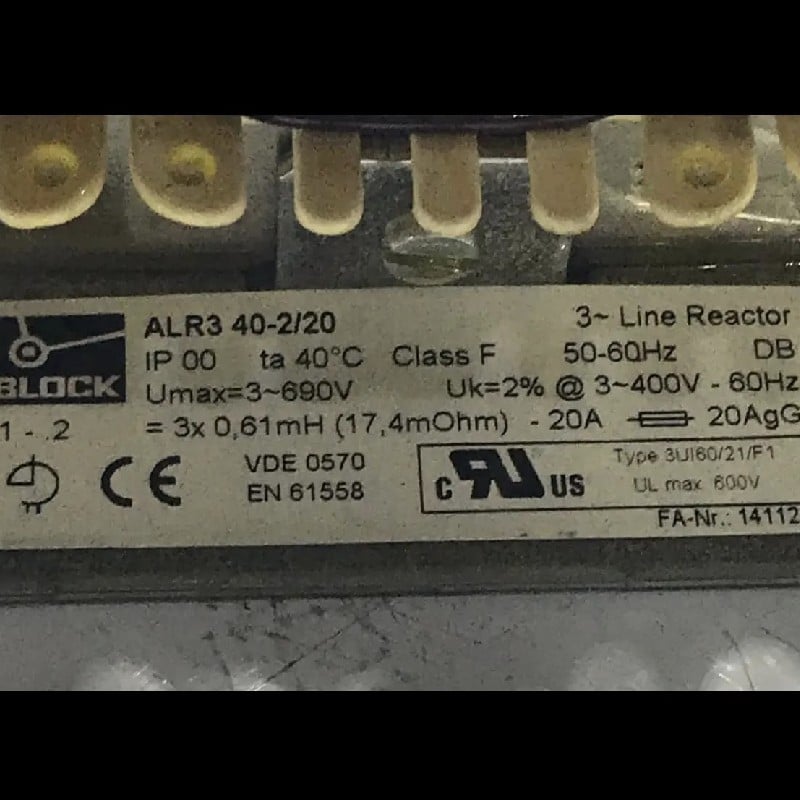 BLOCK
ALR3 40-2/20 3~ Line Reactor
IP 00 ta 40°C Class F 50-60Hz DB
Umax=3~690V Uk=2% @ 3~400V - 60Hz
1 - .2 = 3x 0,61mH (17,4mOhm) - 20A 20AgG
CE VDE 0570
EN 61558
c RU US Type 3UI60/21/F1
UL max. 600V
FA-Nr.: 14112